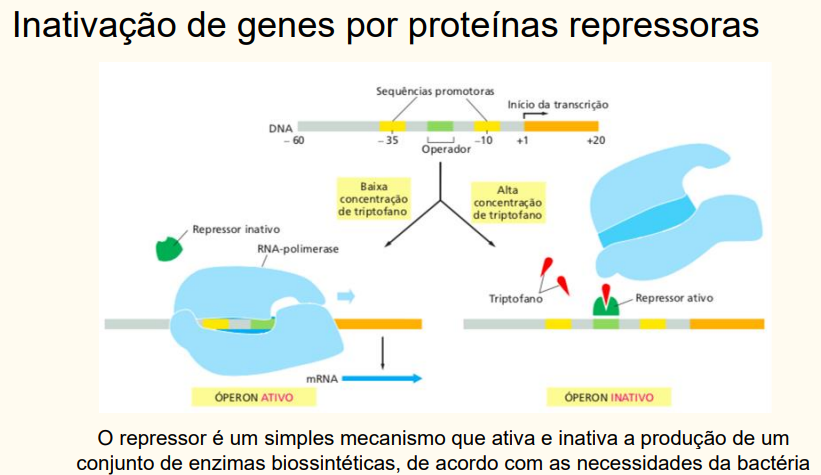 Inativação de genes por proteínas repressoras
Sequências promotoras
Início da transcrição
DNA
– 60
– 35
Operador
–10
+1
+20
Baixa
concentração
de triptofano
Alta
concentração
de triptofano
Repressor inativo
RNA-polimerase
Triptofano
Repressor ativo
mRNA
ÓPERON ATIVO
ÓPERON INATIVO
O repressor é um simples mecanismo que ativa e inativa a produção de um
conjunto de enzimas biossintéticas, de acordo com as necessidades da bactéria